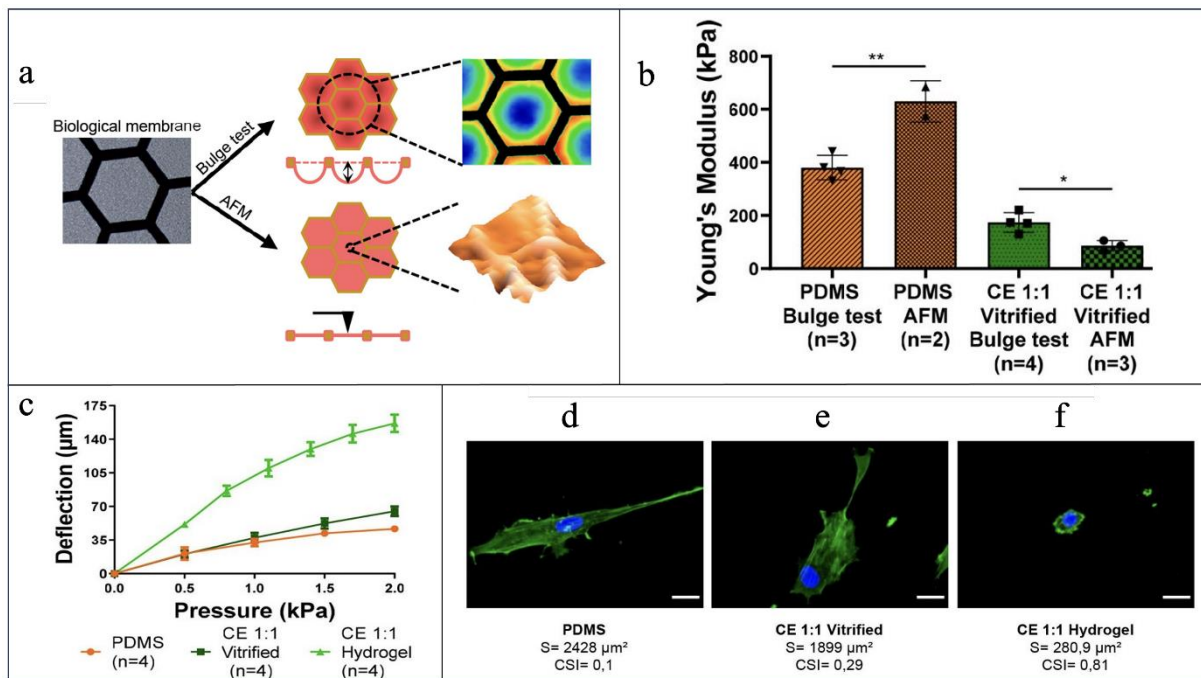 a
Biological membrane
Bulge test
AFM
b
Young's Modulus (kPa)
800
600
400
200
0
**
*
PDMS
Bulge test
(n=3)
PDMS
AFM
(n=2)
CE 1:1
Vitrified
Bulge test
(n=4)
CE 1:1
Vitrified
AFM
(n=3)
c
Deflection (µm)
175
140
105
70
35
0
0.0 0.5 1.0 1.5 2.0
Pressure (kPa)
PDMS
(n=4)
CE 1:1
Vitrified
(n=4)
CE 1:1
Hydrogel
(n=4)
d
PDMS
S= 2428 µm²
CSI= 0,1
e
CE 1:1 Vitrified
S= 1899 µm²
CSI= 0,29
f
CE 1:1 Hydrogel
S= 280,9 µm²
CSI= 0,81